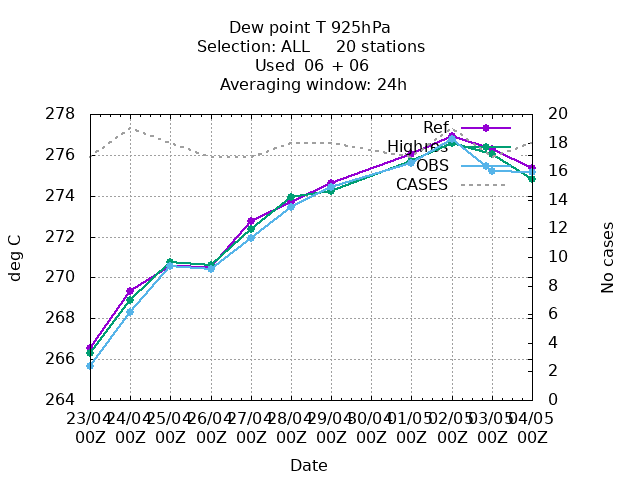 Dew point T 925hPa
Selection: ALL 20 stations
Used 06 + 06
Averaging window: 24h
278
276
274
272
270
268
266
264
deg C
20
18
16
14
12
10
8
6
4
2
0
No cases
Ref
Highres
OBS
CASES
23/04 24/04 25/04 26/04 27/04 28/04 29/04 30/04 01/05 02/05 03/05 04/05
00Z 00Z 00Z 00Z 00Z 00Z 00Z 00Z 00Z 00Z 00Z 00Z
Date